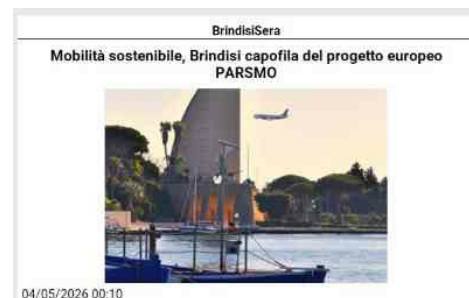 BrindisiSera
Mobilità sostenibile, Brindisi capofila del progetto europeo
PARSMO
04/05/2026 00:10